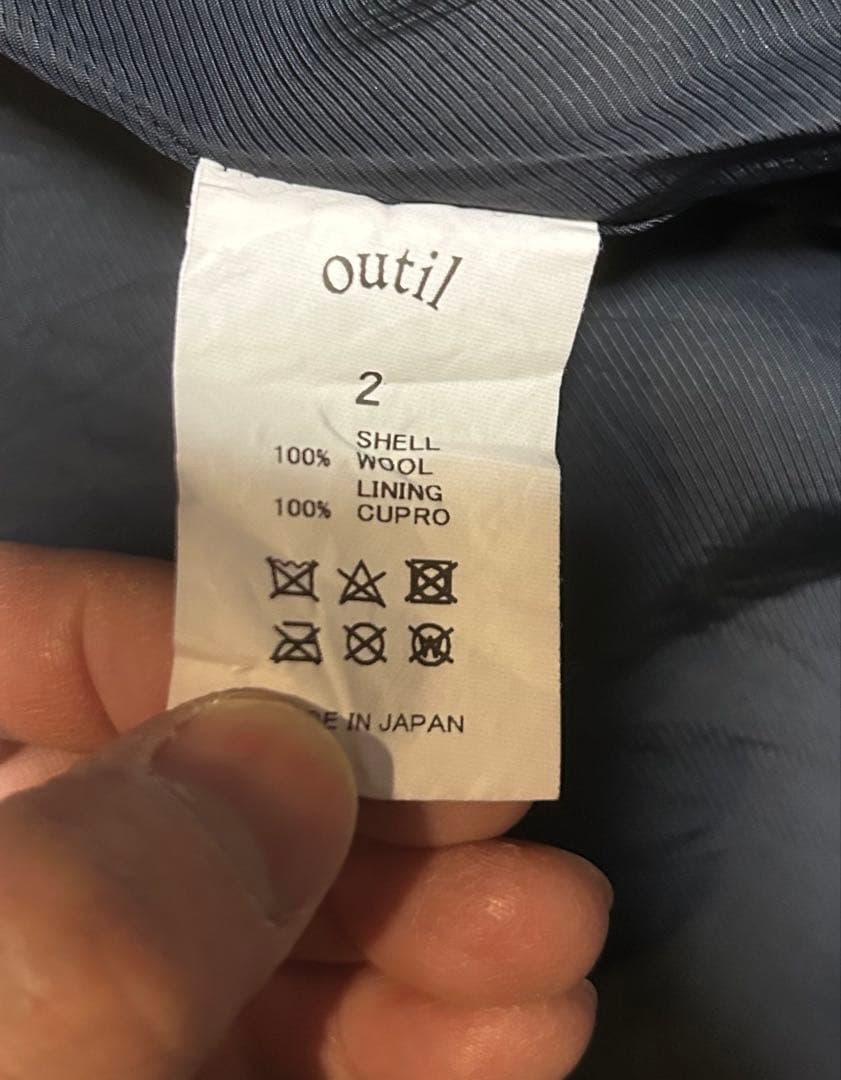 outil
2
SHELL
100% WOOL
LINING
100% CUPRO
W
E IN JAPAN